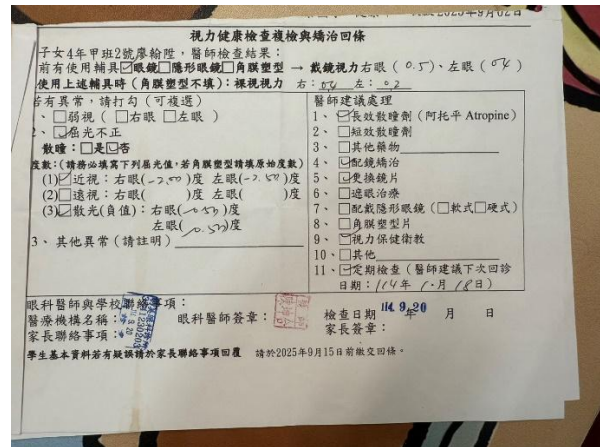 2025年9月02日
視力健康檢查複檢與矯治回條
子女4年甲班2號廖翰陞,醫師檢查結果:
前有使用輔具☑眼鏡□隱形眼鏡□角膜塑型 → 戴鏡視力右眼(0.5)、左眼(0.4)
使用上述輔具時(角膜塑型不填):裸視視力 右: 左:0.2
若有異常,請打勾(可複選)
、□弱視(□右眼 □左眼)
、☑屈光不正
散瞳:□是☑否
度數:(請務必填寫下列屈光值,若角膜塑型請填原始度數)
(1)☑近視:右眼(-2.50)度 左眼(-2.50)度
(2)□遠視:右眼( )度 左眼( )度
(3)☑散光(負值):右眼(-0.50)度
左眼(-0.50)度
3、其他異常(請註明)
醫師建議處理
1、☑長效散瞳劑(阿托平 Atropine)
2、□短效散瞳劑
3、□其他藥物
4、☑配鏡矯治
5、☑更換鏡片
6、□遮眼治療
7、□配戴隱形眼鏡(□軟式□硬式)
8、□角膜塑型片
9、☑視力保健衛教
10、□其他
11、☑定期檢查(醫師建議下次回診
日期:114年 月18日)
眼科醫師與學校聯絡事項:
醫療機構名稱:
眼科醫師簽章:
檢查日期 114.9.20 年 月 日
家長聯絡事項:
家長簽章:
學生基本資料若有疑誤請於家長聯絡事項回覆 請於2025年9月15日前繳交回條。